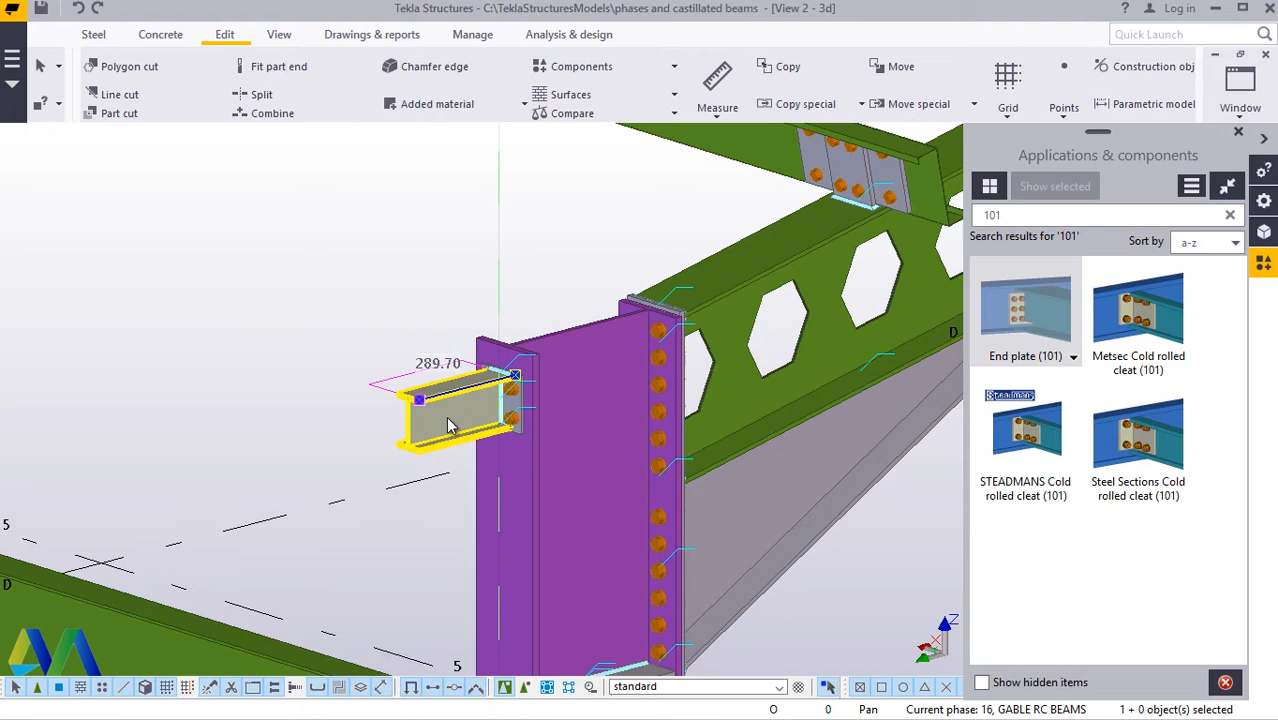 Tekla Structures - C:\TeklaStructuresModels\phases and castillated beams - [View 2 - 3d]
? Log in
Steel Concrete Edit View Drawings & reports Manage Analysis & design
Quick Launch
Polygon cut
Line cut
Part cut
Fit part end
Split
Combine
Chamfer edge
Added material
Components
Surfaces
Compare
Measure
Copy
Copy special
Move
Move special
Grid
Points
Construction obj
Parametric model
Window
Applications & components
Show selected
101
Search results for '101'
Sort by
a-z
End plate (101)
Metsec Cold rolled
cleat (101)
Steadmans
STEADMANS Cold
rolled cleat (101)
Steel Sections Cold
rolled cleat (101)
Show hidden items
289.70
D
5
D
5
Z
X
standard
O 0 Pan Current phase: 16, GABLE RC BEAMS 1 + 0 object(s) selected